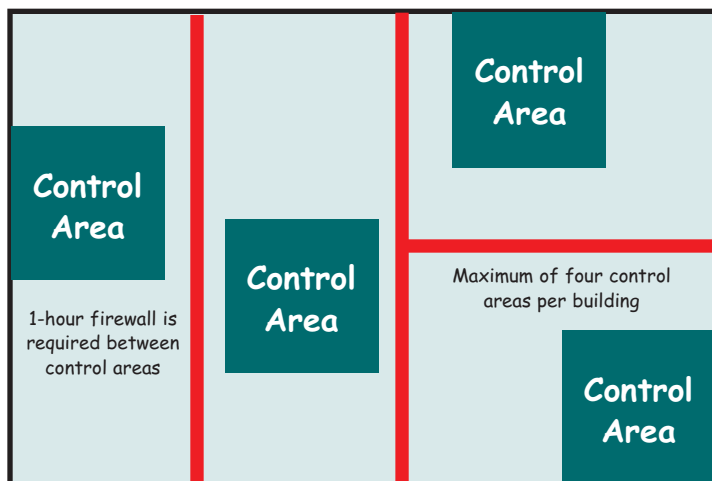 Control
Area
1-hour firewall is
required between
control areas
Control
Area
Control
Area
Maximum of four control
areas per building
Control
Area